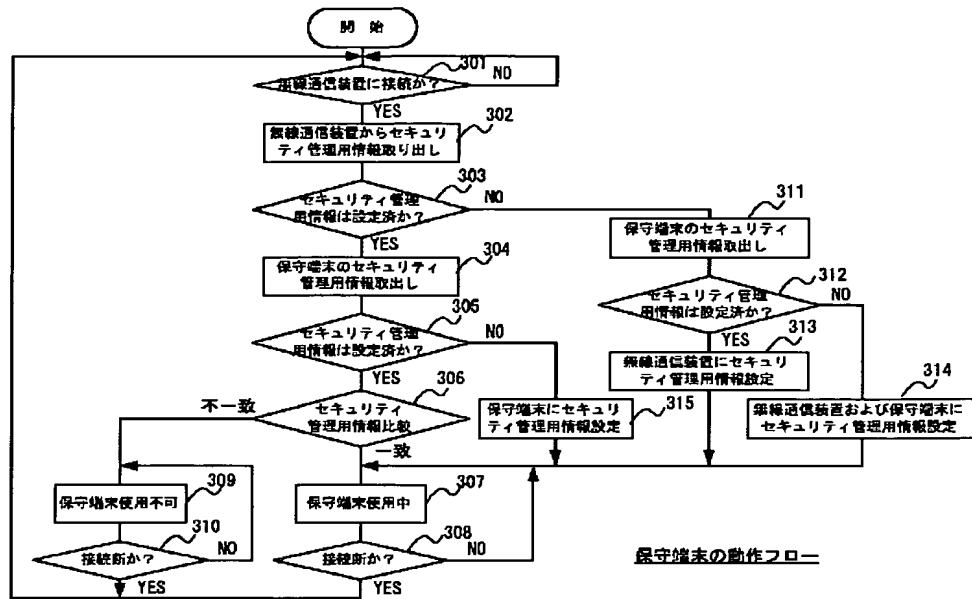 開 始
301
無線通信装置に接続か？
NO
YES
302
無線通信装置からセキュリ
ティ管理用情報取り出し
303
セキュリティ管理
用情報は設定済か？
NO
YES
304
保守端末のセキュリティ
管理用情報取出し
305
セキュリティ管理
用情報は設定済か？
NO
YES
306
セキュリティ
管理用情報比較
不一致
一致
311
保守端末のセキュリティ
管理用情報取出し
312
セキュリティ管理
用情報は設定済か？
NO
YES
313
無線通信装置にセキュリ
ティ管理用情報設定
314
無線通信装置および保守端末に
セキュリティ管理用情報設定
保守端末にセキュリ
ティ管理用情報設定
315
309
保守端末使用不可
310
接続断か？
NO
YES
307
保守端末使用中
308
接続断か？
NO
YES
保守端末の動作フロー